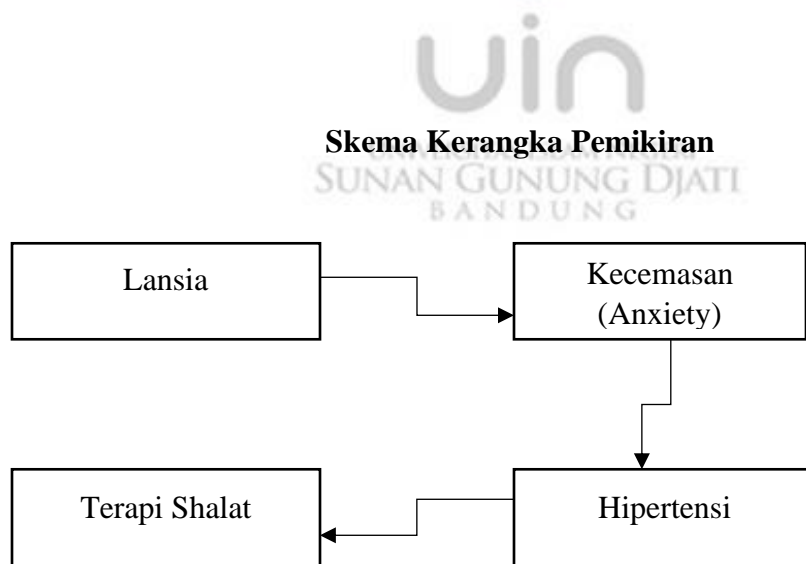 uin
Skema Kerangka Pemikiran
SUNAN GUNUNG DJATI
BANDUNG
Lansia
Kecemasan
(Anxiety)
Terapi Shalat
Hipertensi